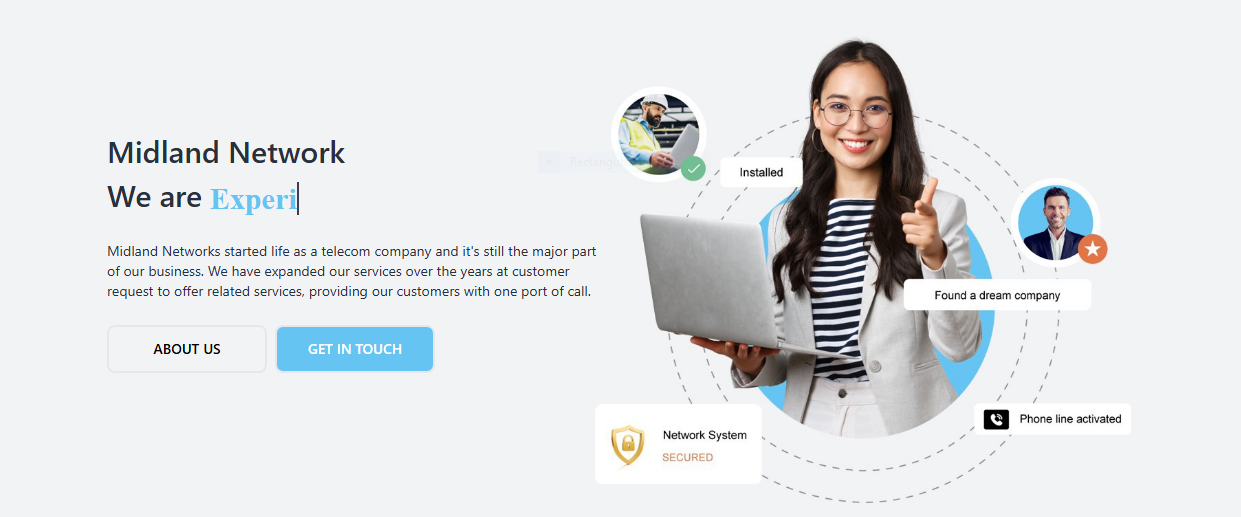 Midland Network
We are Experi
Midland Networks started life as a telecom company and it's still the major part
of our business. We have expanded our services over the years at customer
request to offer related services, providing our customers with one port of call.
ABOUT US
GET IN TOUCH
Installed
Found a dream company
Phone line activated
Network System
SECURED